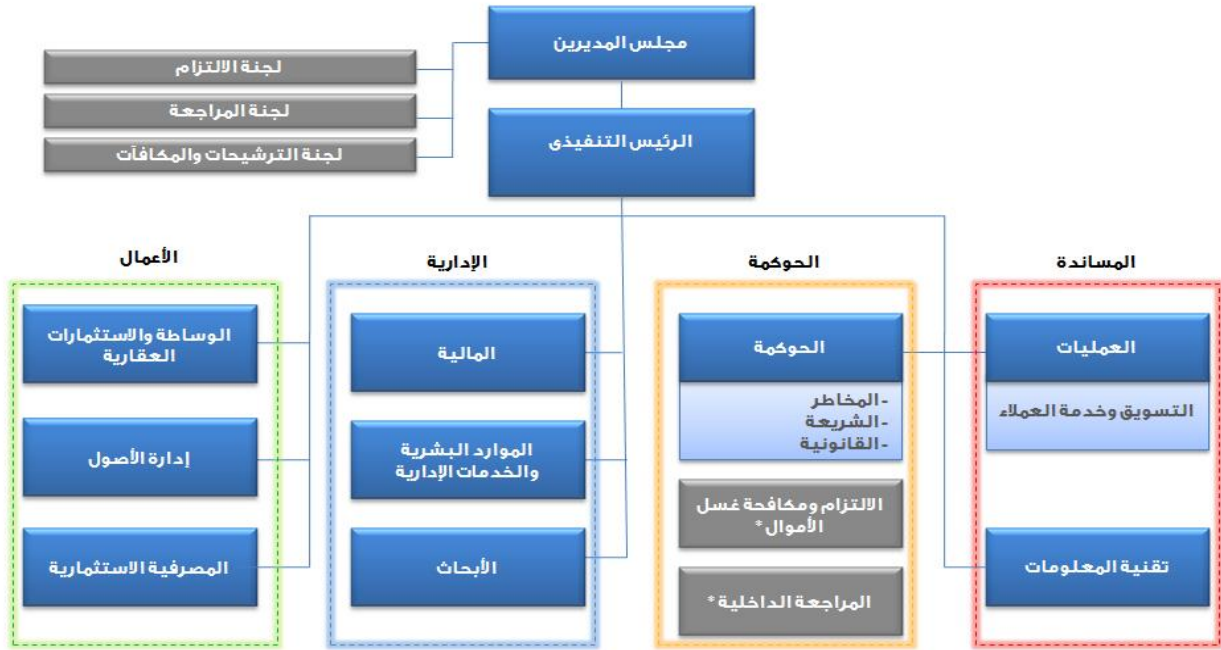 مجلس المديرين
لجنة الالتزام
لجنة المراجعة
لجنة الترشيحات والمكافآت
الرئيس التنفيذى
المساندة
العمليات
التسويق وخدمة العملاء
تقنية المعلومات
الحوكمة
الحوكمة
-المخاطر
-الشريعة
-القانونية
الالتزام ومكافحة غسل
الأموال*
المراجعة الداخلية*
الإدارية
المالية
الموارد البشرية
والخدمات الإدارية
الأبحاث
الأعمال
الوساطة والاستثمارات
العقارية
إدارة الأصول
المصرفية الاستثمارية